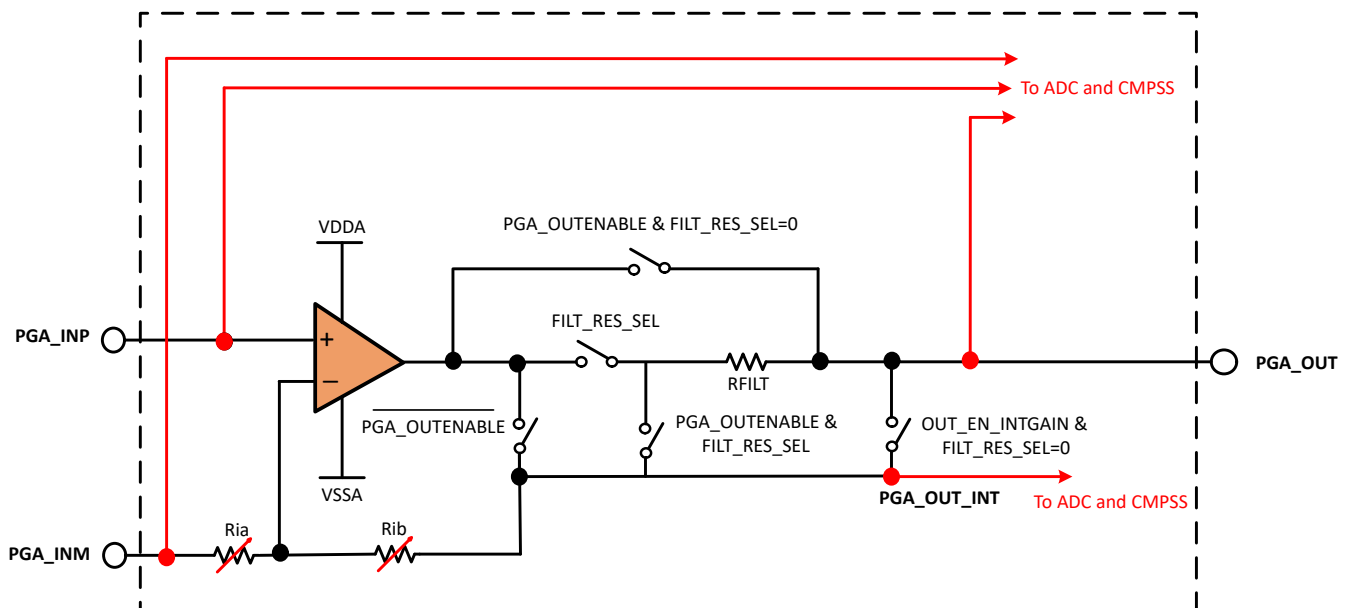 To ADC and CMPSS
VDDA
PGA_OUTENABLE & FILT_RES_SEL=0
PGA_INP
+
FILT_RES_SEL
PGA_OUT
−
RFILT
PGA_OUTENABLE
PGA_OUTENABLE &
FILT_RES_SEL
OUT_EN_INTGAIN &
FILT_RES_SEL=0
VSSA
PGA_OUT_INT
To ADC and CMPSS
Ria
Rib
PGA_INM